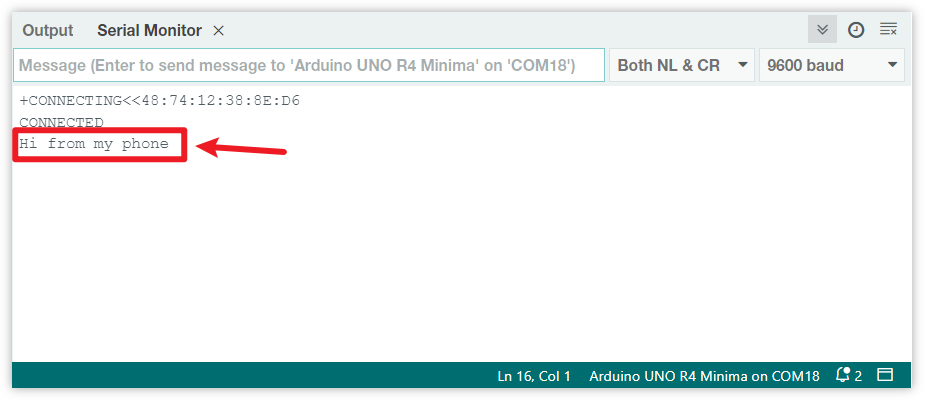 Output Serial Monitor
Message (Enter to send message to 'Arduino UNO R4 Minima' on 'COM18') Both NL & CR 9600 baud
+CONNECTING<<48:74:12:38:8E:D6
CONNECTED
Hi from my phone
Ln 16, Col 1 Arduino UNO R4 Minima on COM18 2